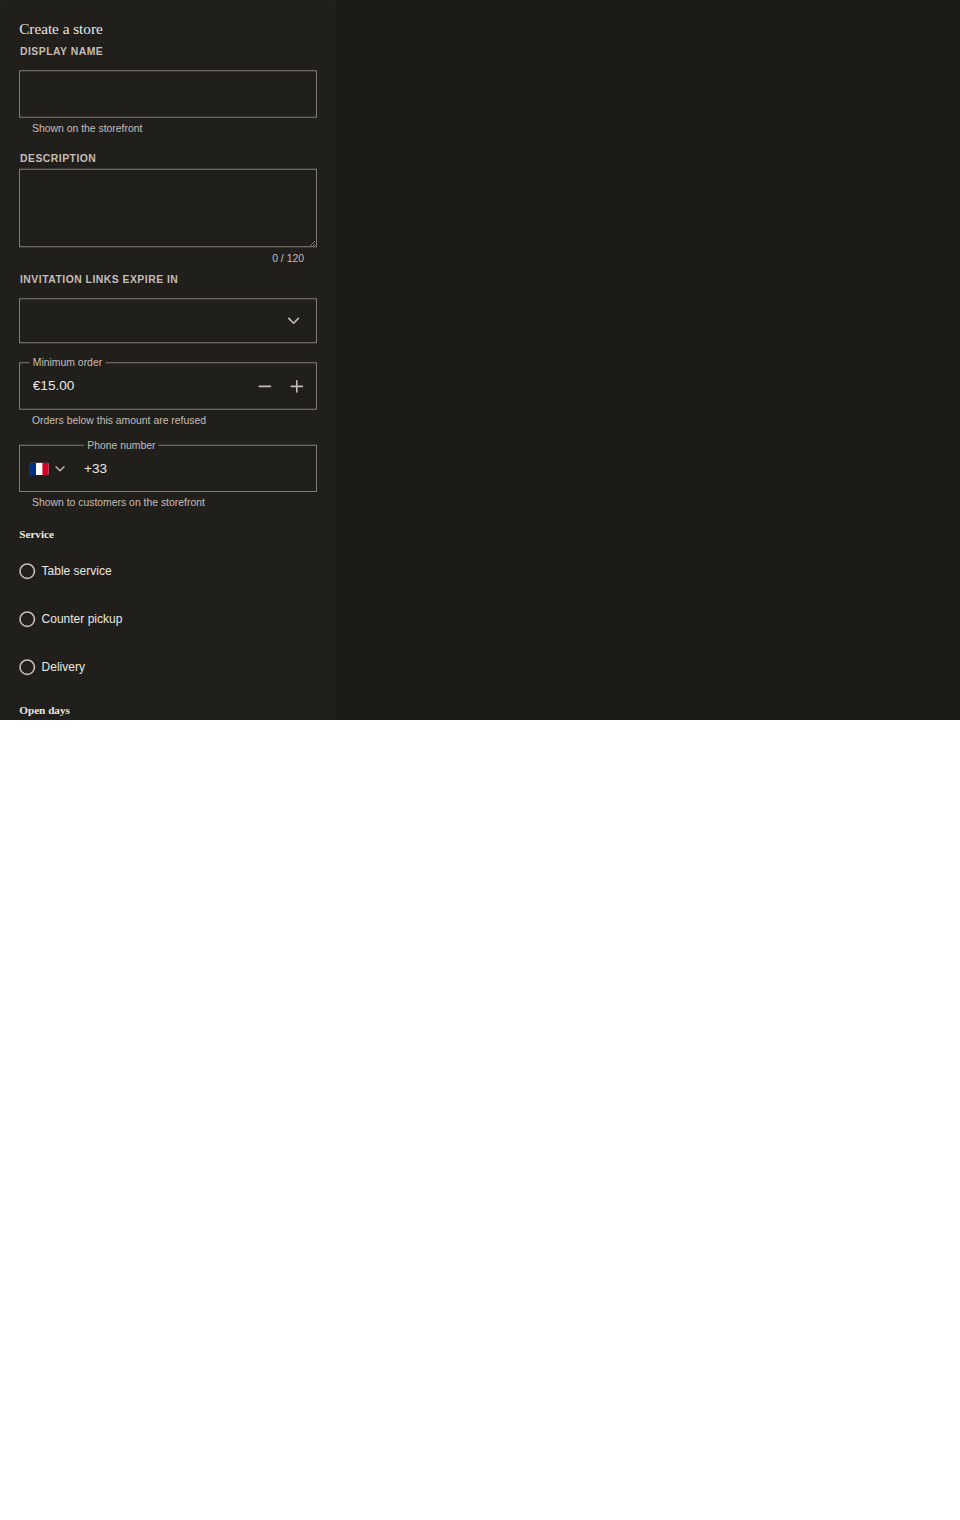 Create a store
DISPLAY NAME
Shown on the storefront
DESCRIPTION
0 / 120
INVITATION LINKS EXPIRE IN
Minimum order
€15.00
Orders below this amount are refused
Phone number
+33
Shown to customers on the storefront
Service
Table service
Counter pickup
Delivery
Open days